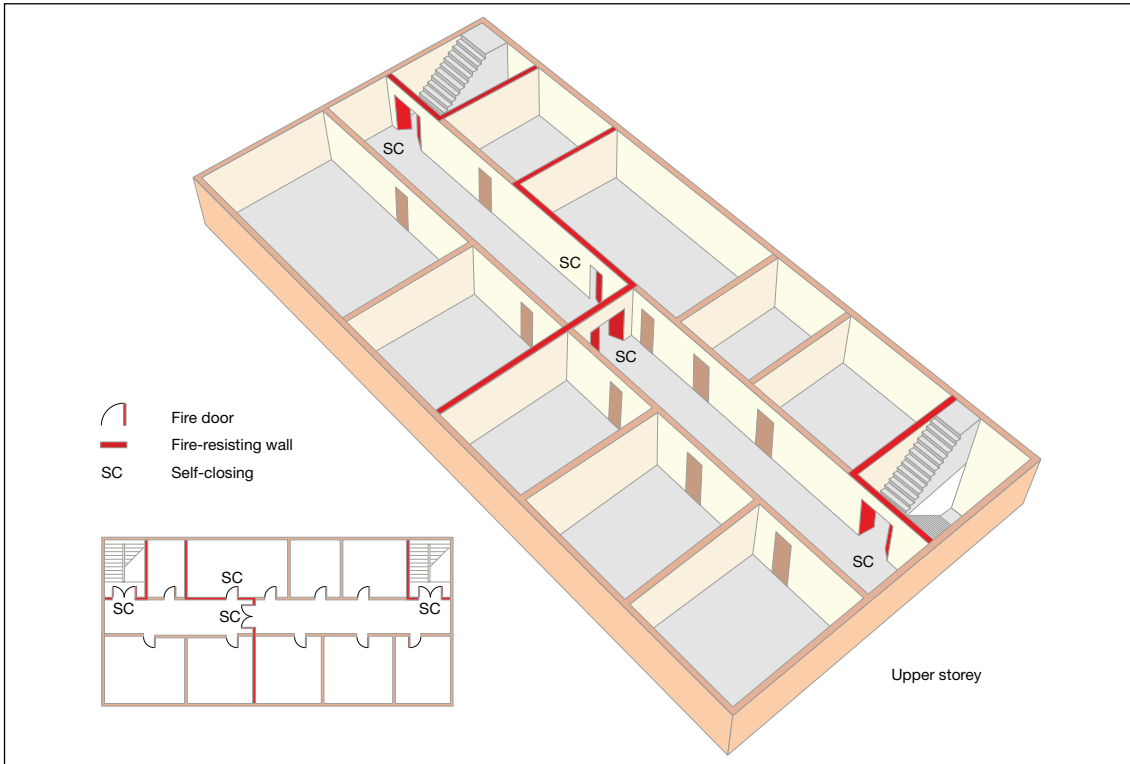 SC
SC
SC
SC
Fire door
Fire-resisting wall
SC Self-closing
SC
SC
SC
SC
Upper storey